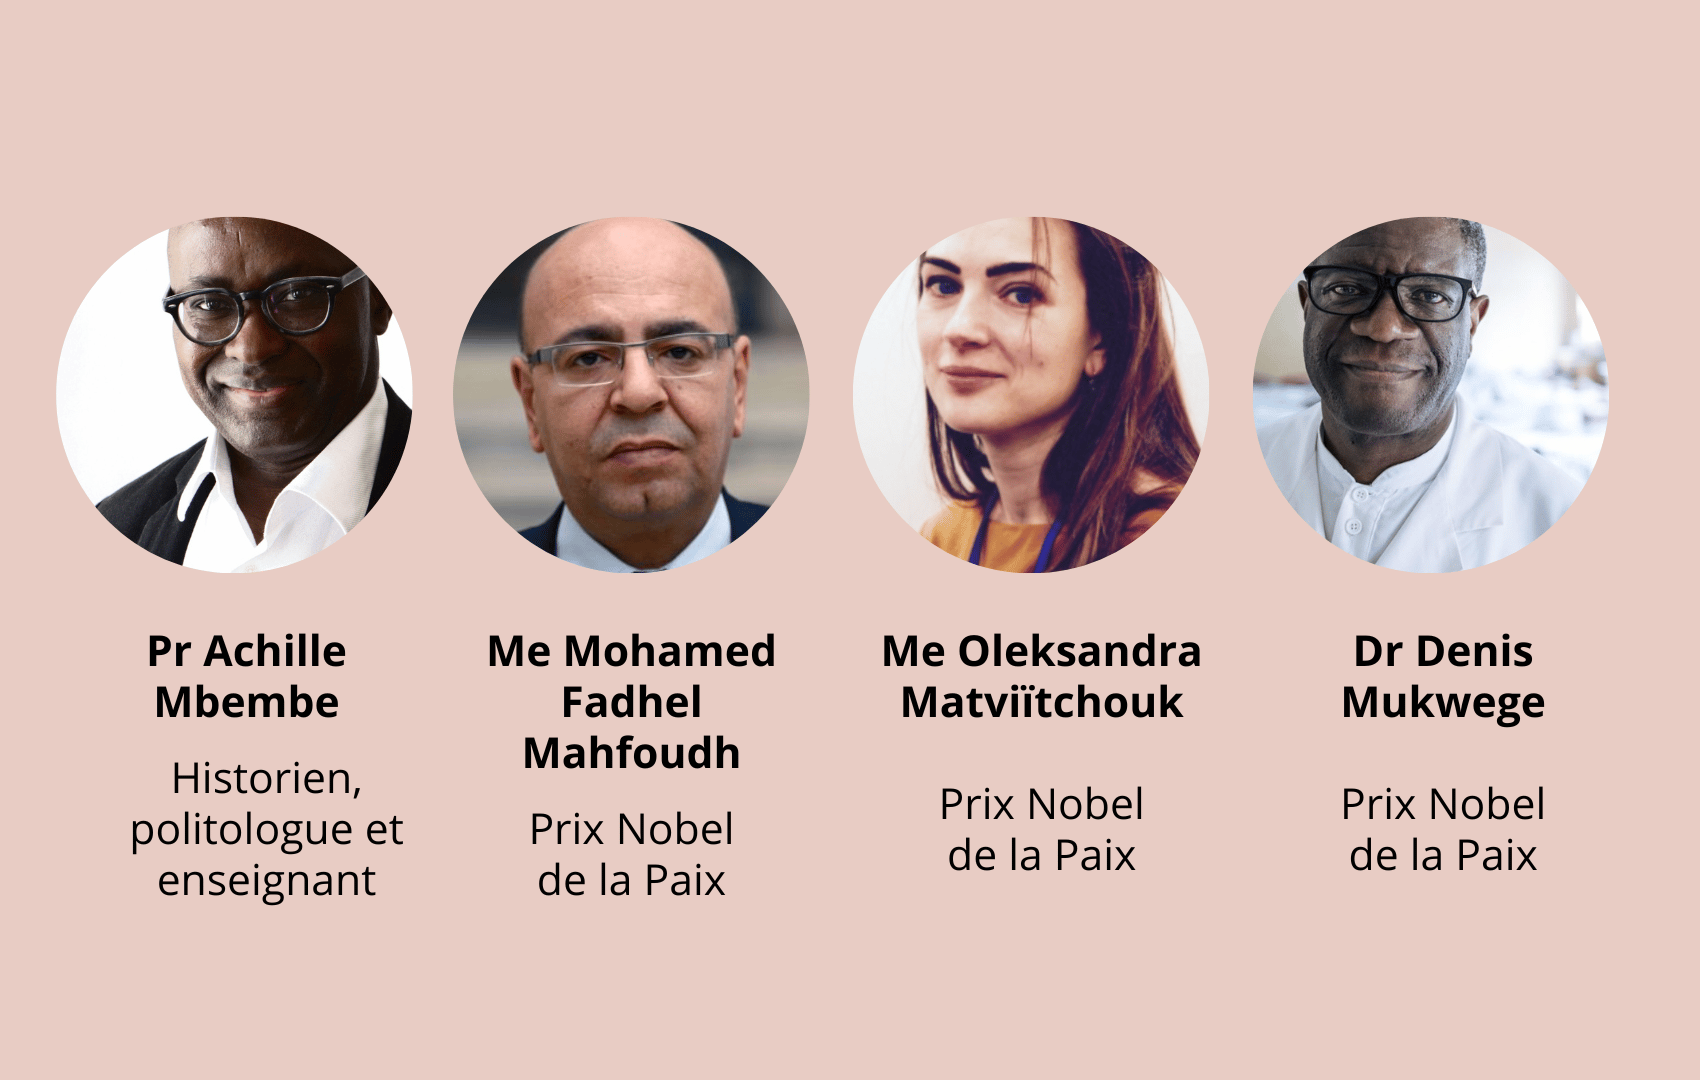 Pr Achille
Mbembe
Historien,
politologue et
enseignant
Me Mohamed
Fadhel
Mahfoudh
Prix Nobel
de la Paix
Me Oleksandra
Matviïtchouk
Prix Nobel
de la Paix
Dr Denis
Mukwege
Prix Nobel
de la Paix